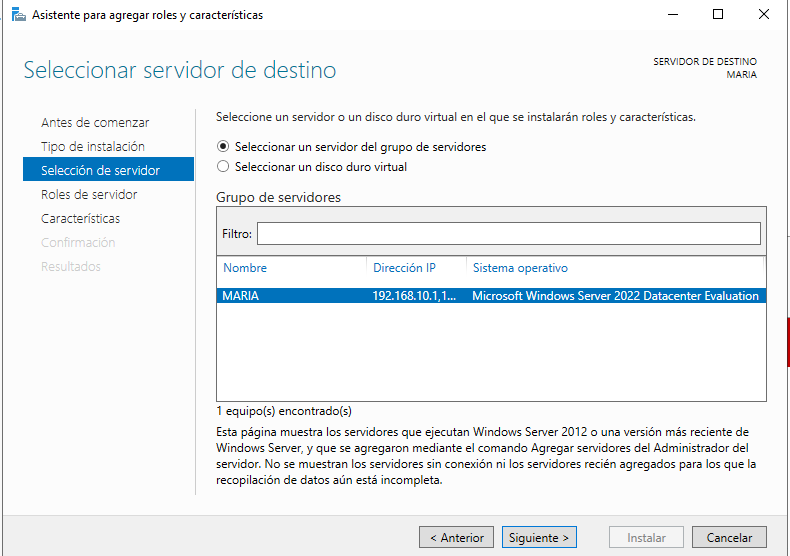 Asistente para agregar roles y características
Seleccionar servidor de destino
SERVIDOR DE DESTINO
MARIA
Antes de comenzar
Tipo de instalación
Selección de servidor
Roles de servidor
Características
Confirmación
Resultados
Seleccione un servidor o un disco duro virtual en el que se instalarán roles y características.
Seleccionar un servidor del grupo de servidores
Seleccionar un disco duro virtual
Grupo de servidores
Filtro:
Nombre Dirección IP Sistema operativo
MARIA 192.168.10.1,1... Microsoft Windows Server 2022 Datacenter Evaluation
1 equipo(s) encontrado(s)
Esta página muestra los servidores que ejecutan Windows Server 2012 o una versión más reciente de
Windows Server, y que se agregaron mediante el comando Agregar servidores del Administrador del
servidor. No se muestran los servidores sin conexión ni los servidores recién agregados para los que la
recopilación de datos aún está incompleta.
< Anterior Siguiente > Instalar Cancelar